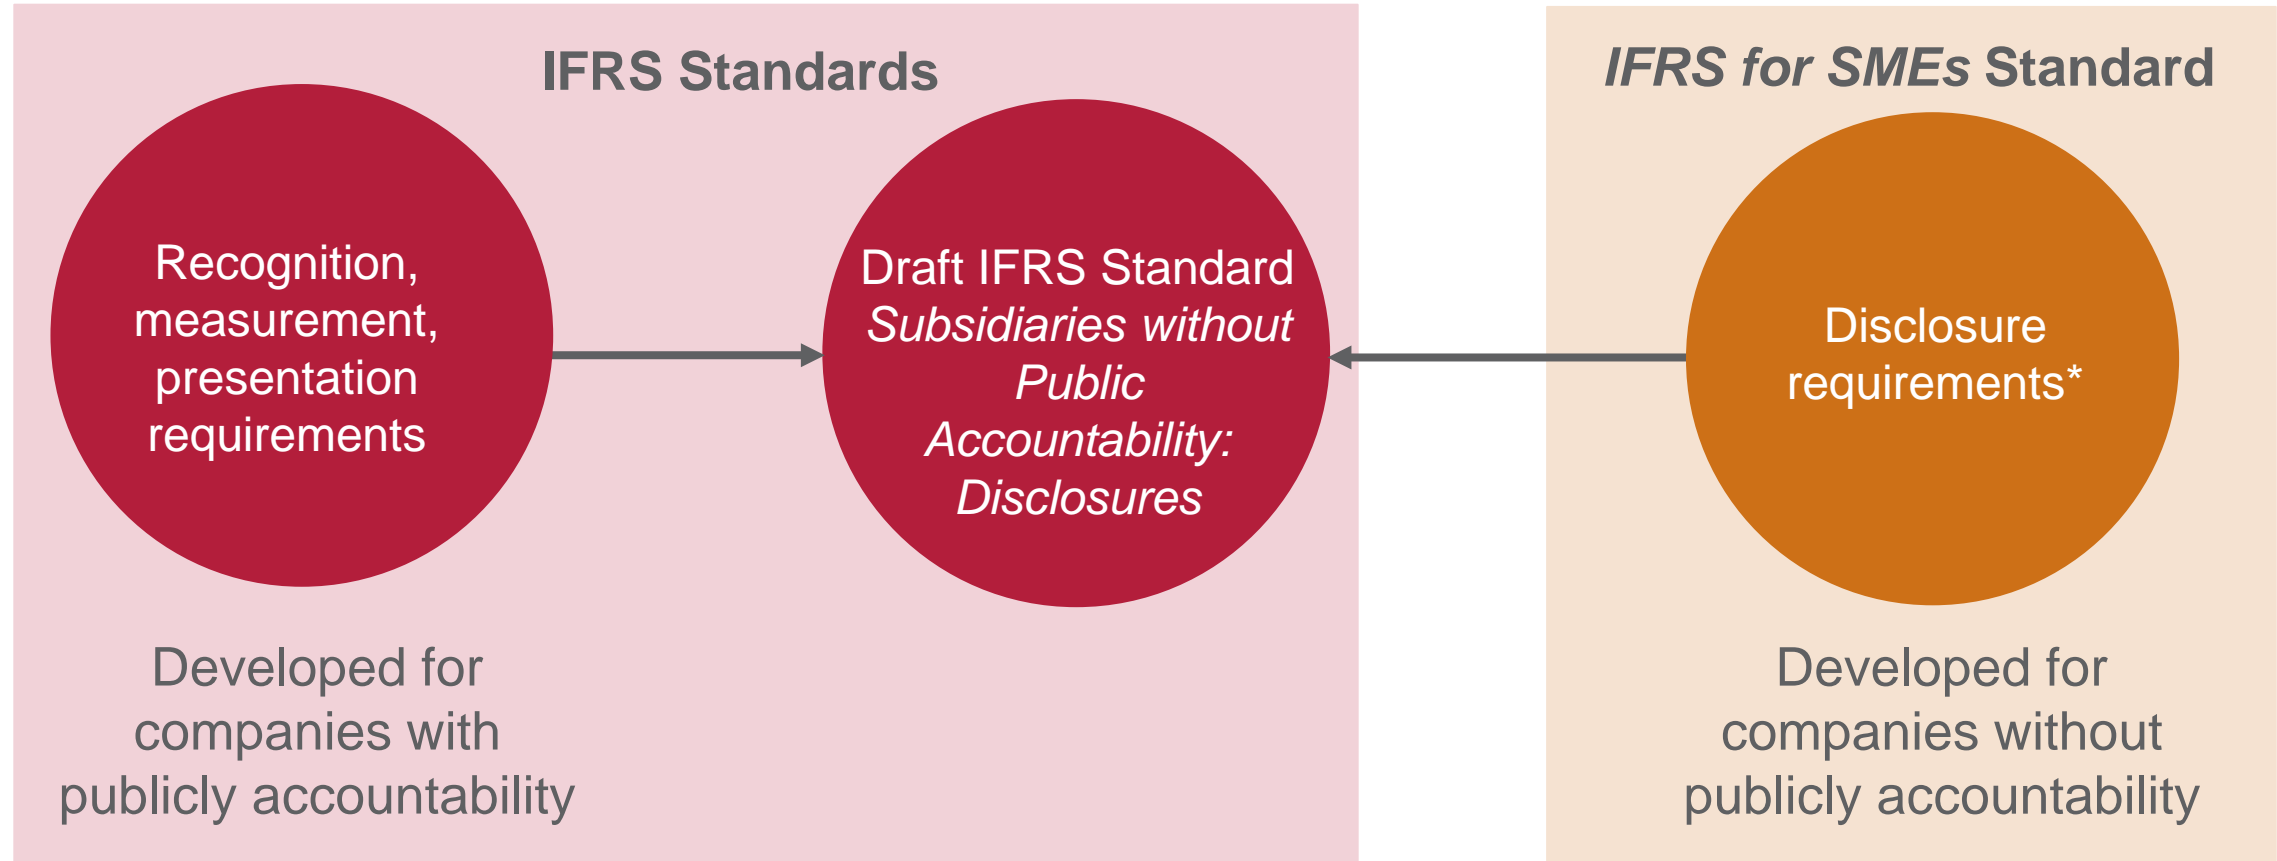 IFRS Standards
Recognition,
measurement,
presentation
requirements
Developed for
companies with
publicly accountability
Draft IFRS Standard
Subsidiaries without
Public
Accountability:
Disclosures
IFRS for SMEs Standard
Disclosure
requirements*
Developed for
companies without
publicly accountability